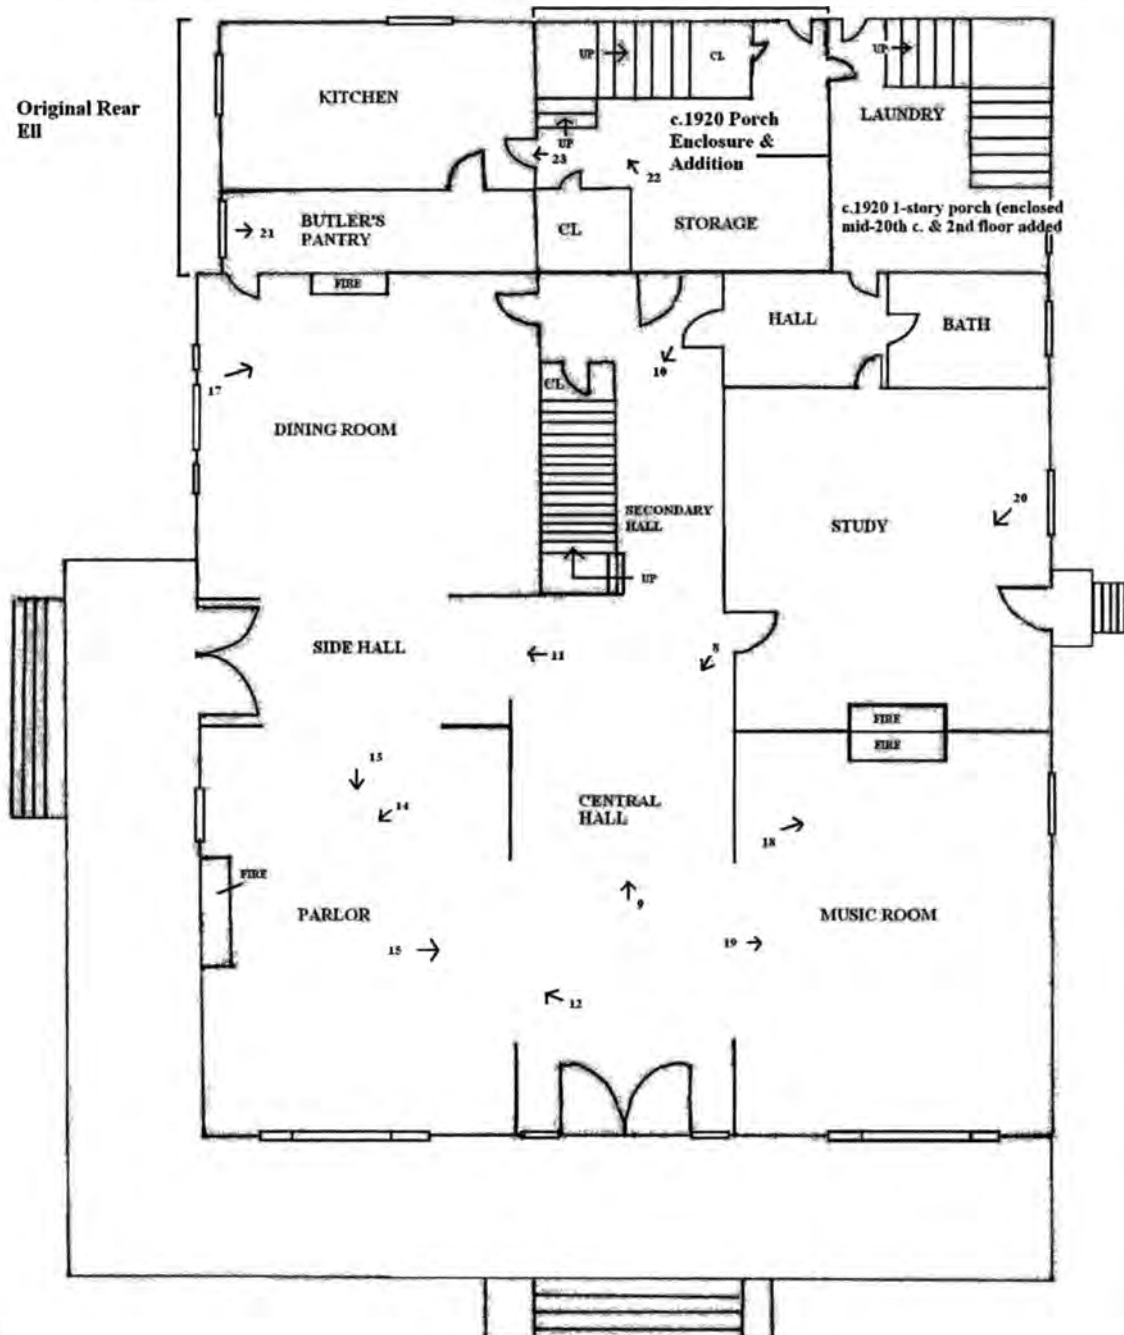 UP
CL
Original Rear
Ell
KITCHEN
c.1920 Porch
Enclosure &
Addition
UP
LAUNDRY
UP
23
22
c.1920 1-story porch (enclosed
mid-20th c. & 2nd floor added
21
BUTLER'S
PANTRY
CL
STORAGE
FIRE
HALL
BATH
17
10
CL
DINING ROOM
SECONDARY
HALL
STUDY
20
UP
SIDE HALL
11
8
FIRE
FIRE
13
14
CENTRAL
HALL
18
FIRE
PARLOR
9
MUSIC ROOM
15
19
12